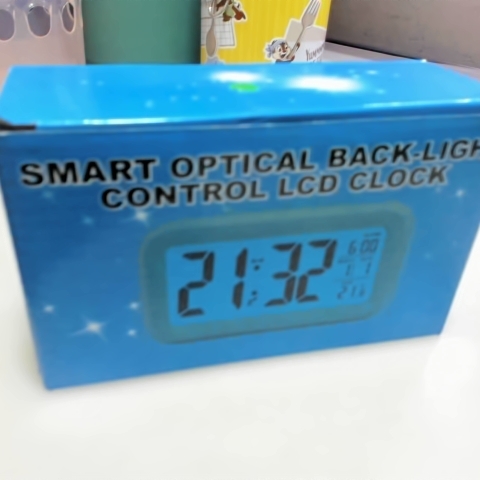 SMART OPTICAL BACK-LIGH
CONTROL LCD CLOCK
21:32